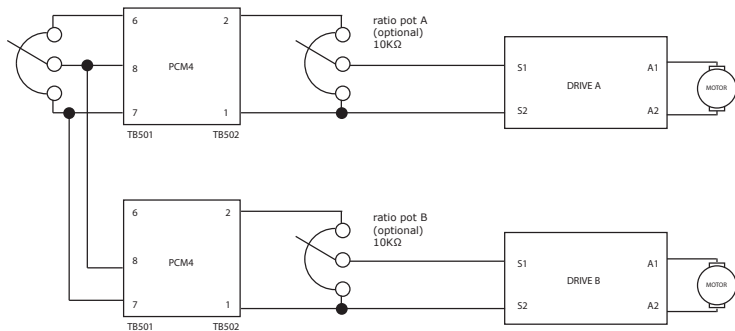 6
2
8
PCM4
7
1
TB501
TB502
ratio pot A
(optional)
10KΩ
S1
A1
DRIVE A
S2
A2
MOTOR
6
2
8
PCM4
7
1
TB501
TB502
ratio pot B
(optional)
10KΩ
S1
A1
DRIVE B
S2
A2
MOTOR